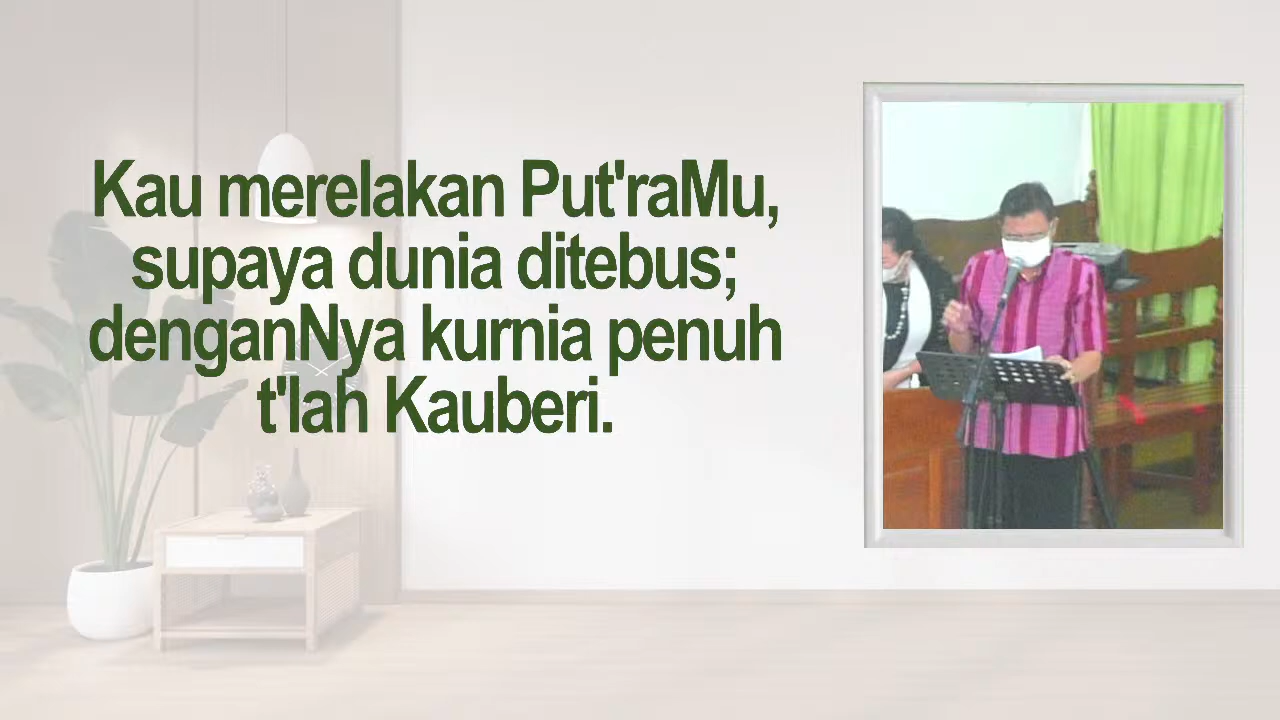 Kau merelakan Put'raMu,
supaya dunia ditebus;
denganNya kurnia penuh
t'lah Kauberi.